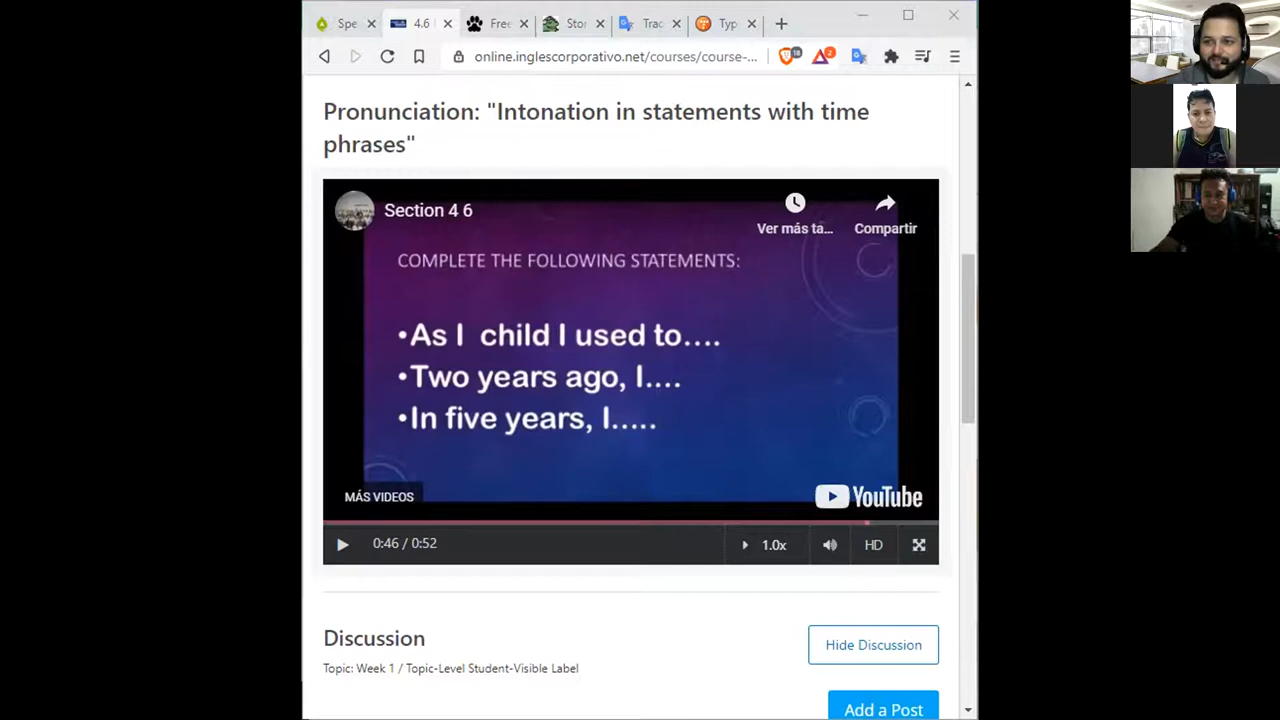 Spe
4.6
Free
Stor
Trac
Typ
online.inglescorporativo.net/courses/course-...
18
2
Pronunciation: "Intonation in statements with time
phrases"
Section 4 6
Ver más ta...
Compartir
COMPLETE THE FOLLOWING STATEMENTS:
•As I child I used to....
•Two years ago, I....
•In five years, I.....
MÁS VIDEOS
YouTube
0:46 / 0:52
1.0x
HD
Discussion
Hide Discussion
Topic: Week 1 / Topic-Level Student-Visible Label
Add a Post